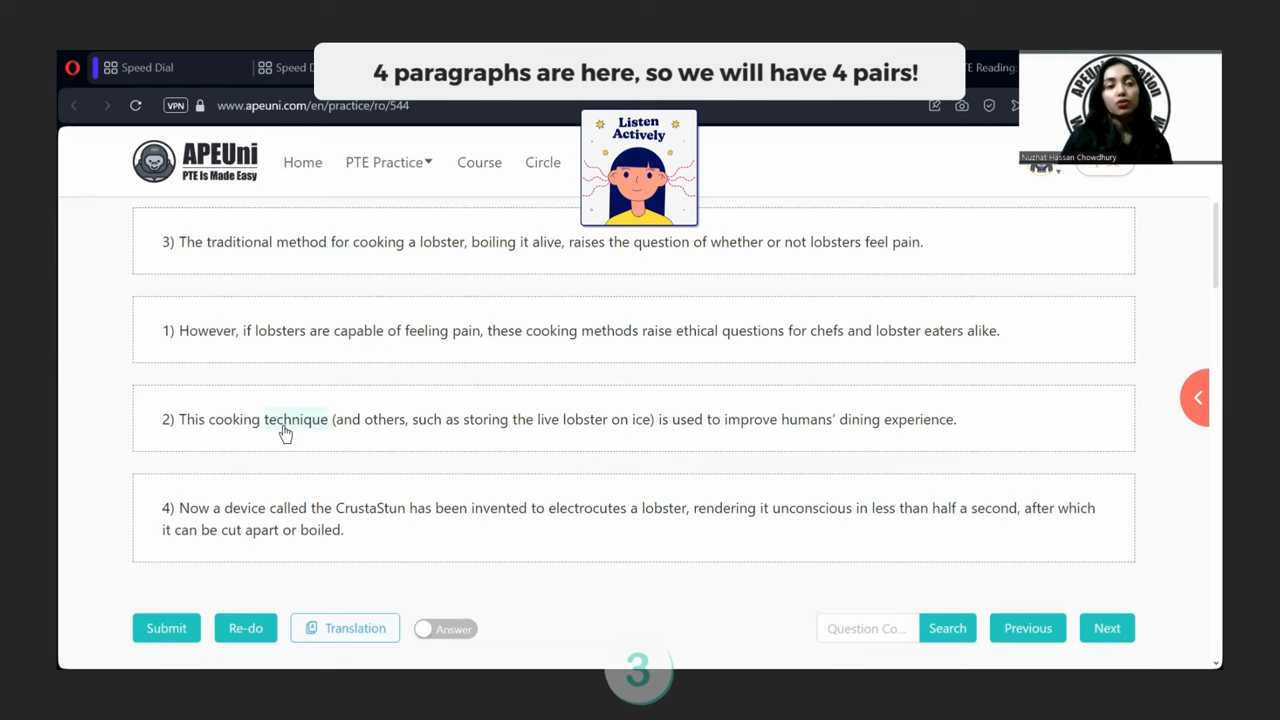 4 paragraphs are here, so we will have 4 pairs!
Speed Dial
Speed D
TE Reading:
VPN
www.apeuni.com/en/practice/ro/544
Listen
Actively
Nuzhat Hassan Chowdhury
APEUni
PTE Is Made Easy
Home
PTE Practice
Course
Circle
3) The traditional method for cooking a lobster, boiling it alive, raises the question of whether or not lobsters feel pain.
1) However, if lobsters are capable of feeling pain, these cooking methods raise ethical questions for chefs and lobster eaters alike.
2) This cooking technique (and others, such as storing the live lobster on ice) is used to improve humans’ dining experience.
4) Now a device called the CrustaStun has been invented to electrocutes a lobster, rendering it unconscious in less than half a second, after which
it can be cut apart or boiled.
Submit
Re-do
Translation
Answer
Question Co...
Search
Previous
Next
3